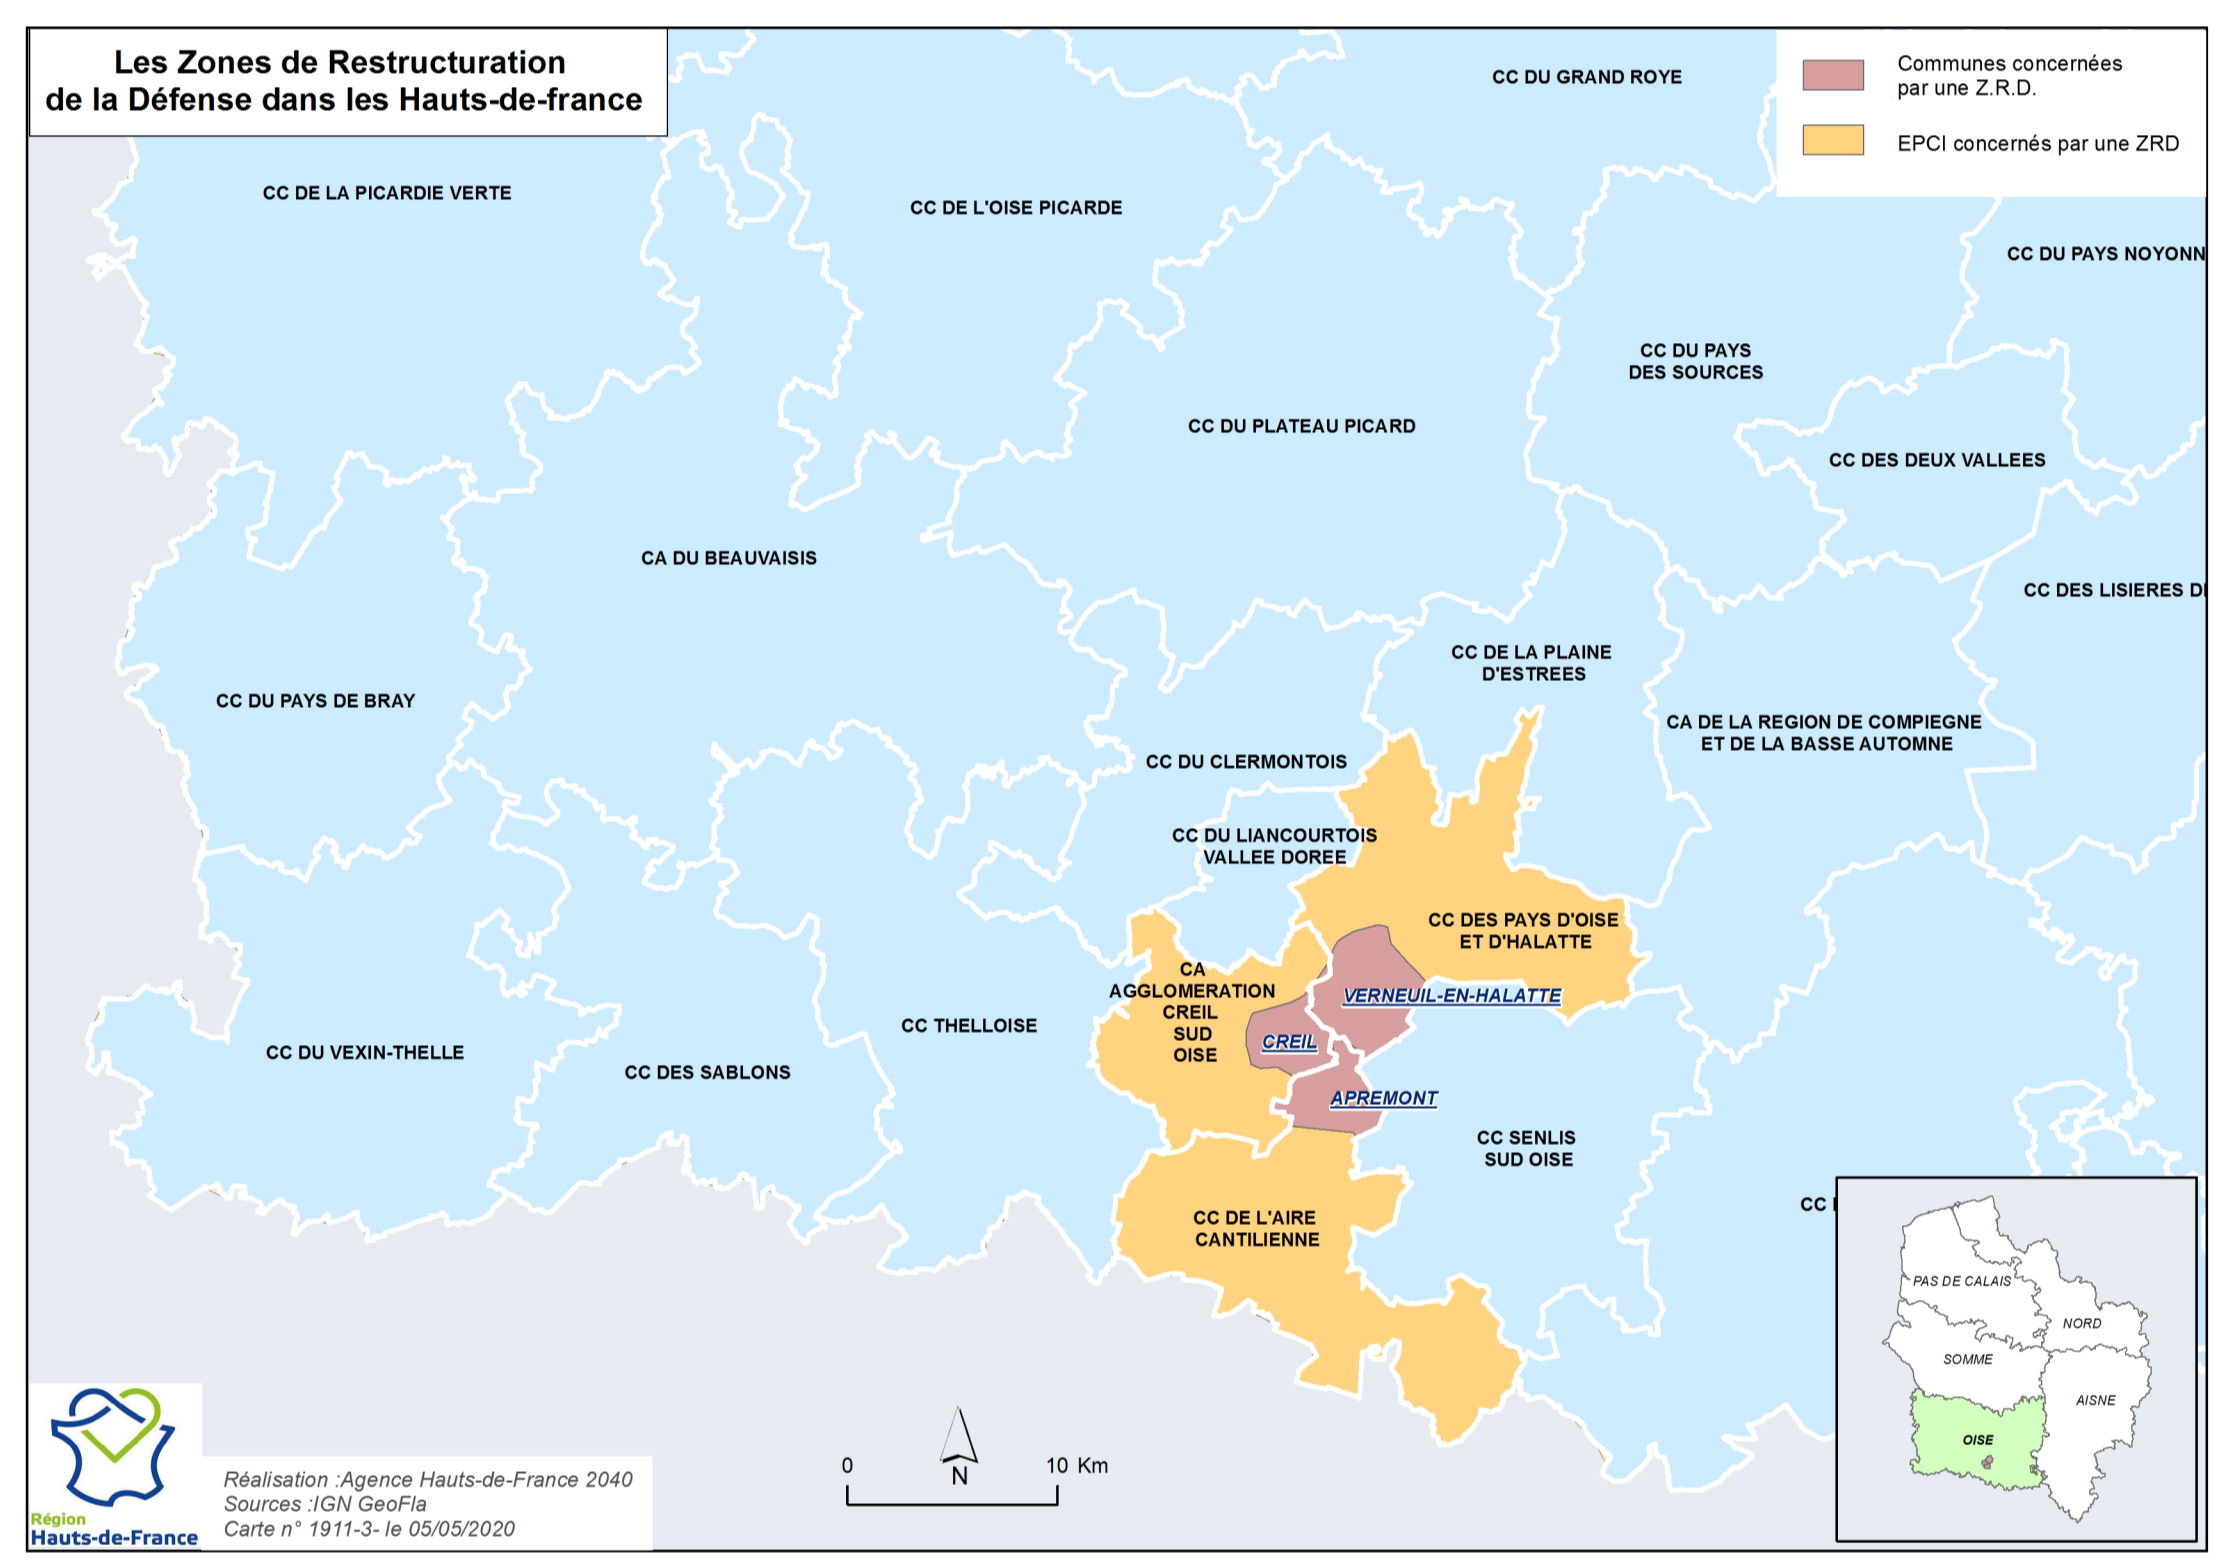 Les Zones de Restructuration
de la Défense dans les Hauts-de-france
Communes concernées
par une Z.R.D.
EPCI concernés par une ZRD
CC DU GRAND ROYE
CC DE LA PICARDIE VERTE
CC DE L'OISE PICARDE
CC DU PAYS NOYONN
CC DU PAYS
DES SOURCES
CC DU PLATEAU PICARD
CC DES DEUX VALLEES
CA DU BEAUVAISIS
CC DES LISIERES D
CC DE LA PLAINE
D'ESTREES
CC DU PAYS DE BRAY
CA DE LA REGION DE COMPIEGNE
ET DE LA BASSE AUTOMNE
CC DU CLERMONTOIS
CC DU LIANCOURTOIS
VALLEE DOREE
CC DES PAYS D'OISE
ET D'HALATTE
CA
AGGLOMERATION
CREIL
SUD
OISE
VERNEUIL-EN-HALATTE
CREIL
CC THELLOISE
CC DU VEXIN-THELLE
CC DES SABLONS
APREMONT
CC SENLIS
SUD OISE
CC DE L'AIRE
CANTILIENNE
CC
PAS DE CALAIS
NORD
SOMME
AISNE
OISE
0 10 Km
N
Région
Hauts-de-France
Réalisation :Agence Hauts-de-France 2040
Sources :IGN GeoFla
Carte n° 1911-3- le 05/05/2020